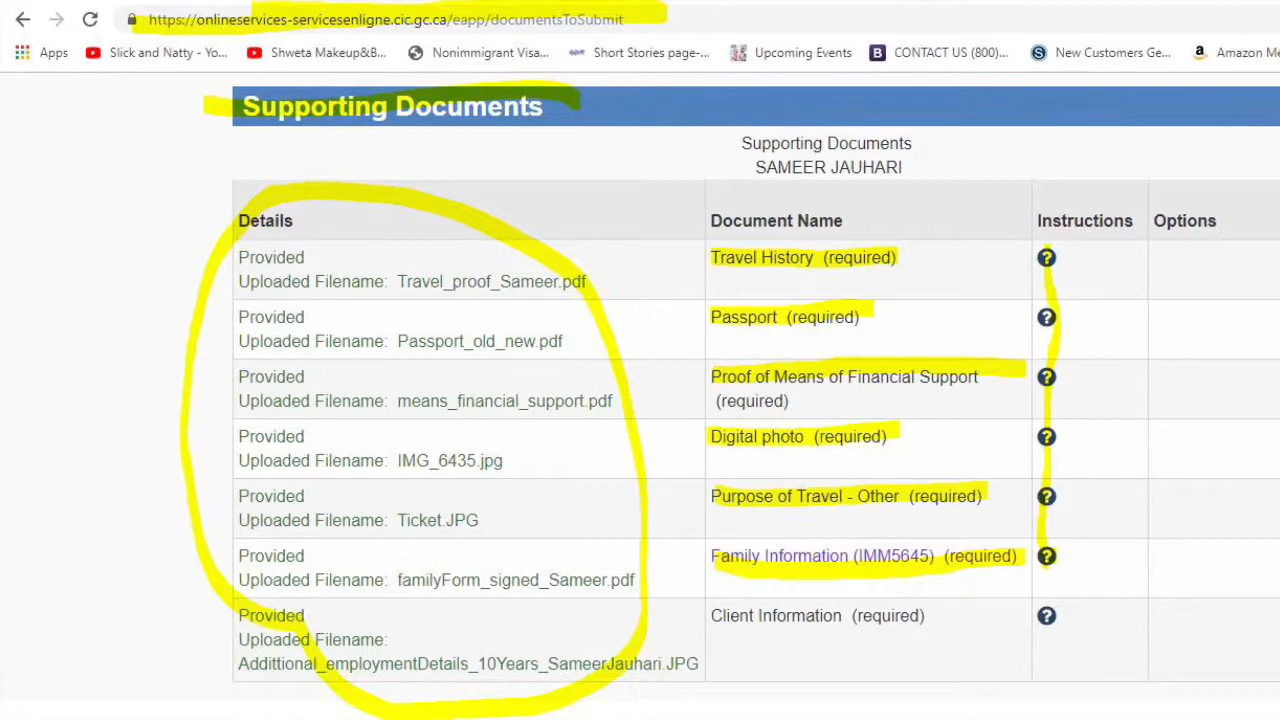 https://onlineservices-servicesenligne.cic.gc.ca/eapp/documentsToSubmit
Apps Slick and Natty - Yo... Shweta Makeup&B... Nonimmigrant Visa... Short Stories page-... Upcoming Events B CONTACT US (800)... S New Customers Ge... a Amazon Me
Supporting Documents
Supporting Documents
SAMEER JAUHARI
Details Document Name Instructions Options
Provided Travel History (required) ?
Uploaded Filename: Travel_proof_Sameer.pdf
Provided Passport (required) ?
Uploaded Filename: Passport_old_new.pdf
Provided Proof of Means of Financial Support ?
Uploaded Filename: means_financial_support.pdf (required)
Provided Digital photo (required) ?
Uploaded Filename: IMG_6435.jpg
Provided Purpose of Travel - Other (required) ?
Uploaded Filename: Ticket.JPG
Provided Family Information (IMM5645) (required) ?
Uploaded Filename: familyForm_signed_Sameer.pdf
Provided Client Information (required) ?
Uploaded Filename:
Addittional_employmentDetails_10Years_SameerJauhari.JPG